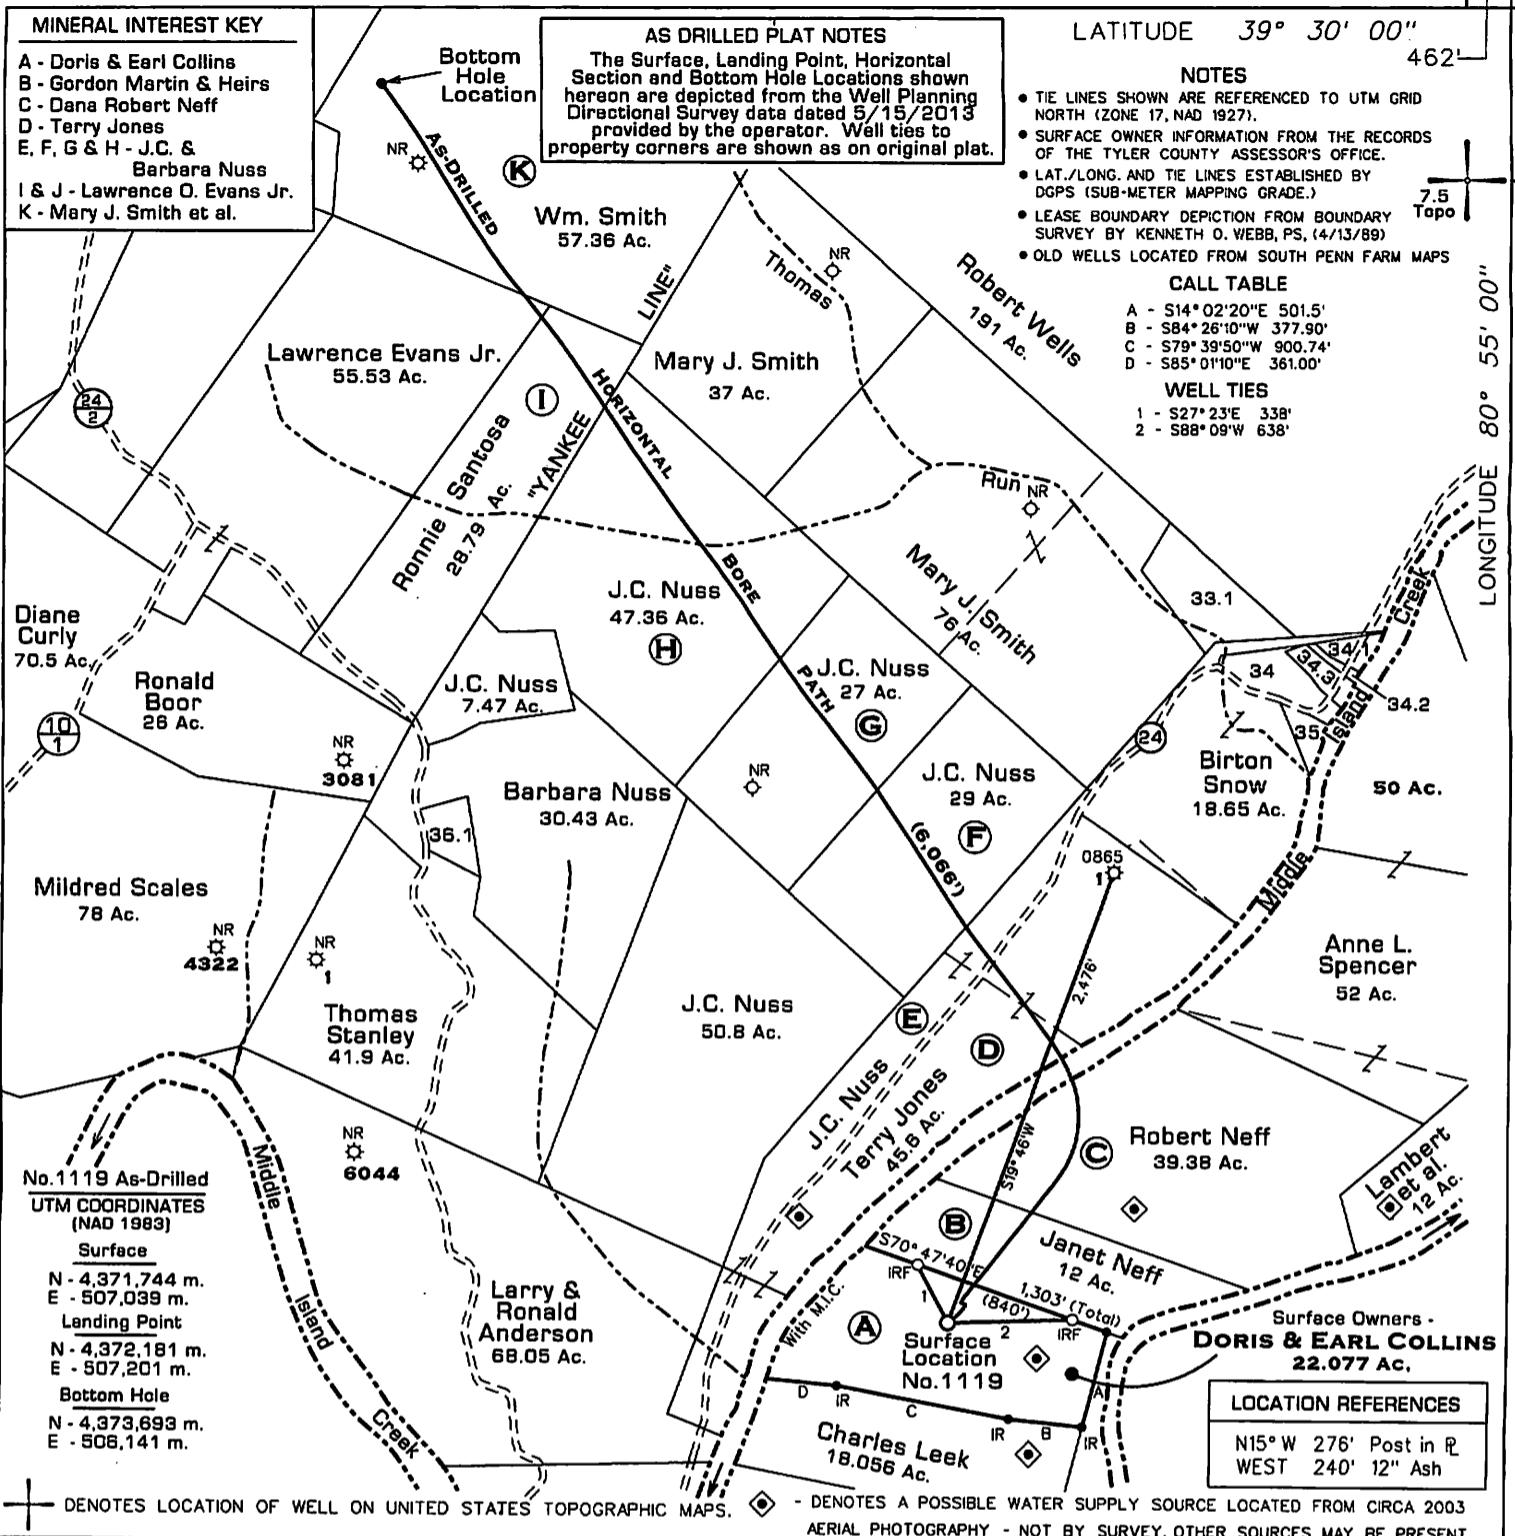 MINERAL INTEREST KEY
A - Doris & Earl Collins
B - Gordon Martin & Heirs
C - Dana Robert Neff
D - Terry Jones
E, F, G & H - J.C. &
Barbara Nuss
I & J - Lawrence O. Evans Jr.
K - Mary J. Smith et al.
Bottom
Hole
Location
AS DRILLED PLAT NOTES
The Surface, Landing Point, Horizontal
Section and Bottom Hole Locations shown
hereon are depicted from the Well Planning
Directional Survey data dated 5/15/2013
provided by the operator. Well ties to
property corners are shown as on original plat.
LATITUDE 39° 30' 00"
462'
NOTES
• TIE LINES SHOWN ARE REFERENCED TO UTM GRID
NORTH (ZONE 17, NAD 1927).
• SURFACE OWNER INFORMATION FROM THE RECORDS
OF THE TYLER COUNTY ASSESSOR'S OFFICE.
• LAT./LONG. AND TIE LINES ESTABLISHED BY
DGPS (SUB-METER MAPPING GRADE.)
• LEASE BOUNDARY DEPICTION FROM BOUNDARY
SURVEY BY KENNETH O. WEBB, PS, (4/13/89)
• OLD WELLS LOCATED FROM SOUTH PENN FARM MAPS
7.5
Topo
CALL TABLE
A - S14°02'20"E 501.5'
B - S84°26'10"W 377.90'
C - S79°39'50"W 900.74'
D - S85°01'10"E 361.00'
WELL TIES
1 - S27°23'E 338'
2 - S88°09'W 638'
LONGITUDE 80° 55' 00"
NR
K
Wm. Smith
57.36 Ac.
AS-DRILLED
HORIZONTAL
BORE
PATH
(6,066')
"YANKEE
LINE"
NR
Thomas
Robert Wells
191 Ac.
Lawrence Evans Jr.
55.53 Ac.
I
Mary J. Smith
37 Ac.
24
2
Ronnie Santosa
28.79 Ac.
Run
NR
Mary J. Smith
76 Ac.
33.1
Creek
Diane
Curly
70.5 Ac.
J.C. Nuss
47.36 Ac.
H
34.1
34.3
34
34.2
35
Island
Ronald
Boor
26 Ac.
J.C. Nuss
7.47 Ac.
J.C. Nuss
27 Ac.
G
10
1
24
NR
3081
Barbara Nuss
30.43 Ac.
NR
J.C. Nuss
29 Ac.
F
Birton
Snow
18.65 Ac.
50 Ac.
36.1
0865
1
Middle
Mildred Scales
78 Ac.
NR
4322
NR
1
Anne L.
Spencer
52 Ac.
2,476'
Thomas
Stanley
41.9 Ac.
J.C. Nuss
50.8 Ac.
E
D
J.C. Nuss
Terry Jones
45.6 Ac.
S19°46'W
C
Robert Neff
39.38 Ac.
Lambert
et al.
12 Ac.
NR
6044
Middle
Island
Creek
No.1119 As-Drilled
UTM COORDINATES
(NAD 1983)
Surface
N - 4,371,744 m.
E - 507,039 m.
Landing Point
N - 4,372,181 m.
E - 507,201 m.
Bottom Hole
N - 4,373,693 m.
E - 506,141 m.
B
Janet Neff
12 Ac.
S70°47'40"E
1,303' (Total)
(840')
IRF
1
2
IRF
With M.I.C.
A
Surface
Location
No.1119
Larry &
Ronald
Anderson
68.05 Ac.
Surface Owners -
DORIS & EARL COLLINS
22.077 Ac.
D
IR
C
IR
B
IR
A
Charles Leek
18.056 Ac.
LOCATION REFERENCES
N15°W 276' Post in ℄
WEST 240' 12" Ash
DENOTES LOCATION OF WELL ON UNITED STATES TOPOGRAPHIC MAPS.
- DENOTES A POSSIBLE WATER SUPPLY SOURCE LOCATED FROM CIRCA 2003
AERIAL PHOTOGRAPHY - NOT BY SURVEY. OTHER SOURCES MAY BE PRESENT